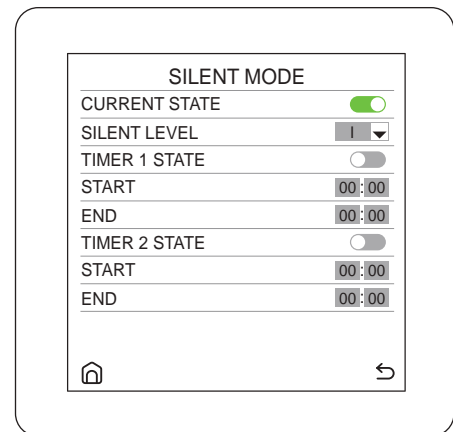 SILENT MODE
CURRENT STATE
SILENT LEVEL I
TIMER 1 STATE
START 00:00
END 00:00
TIMER 2 STATE
START 00:00
END 00:00